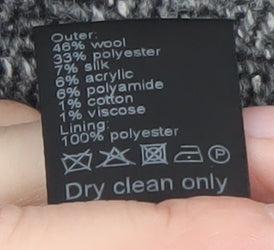 Outer:
46% wool
33% polyester
7% silk
6% acrylic
6% polyamide
1% cotton
1% viscose
Lining:
100% polyester
P
Dry clean only